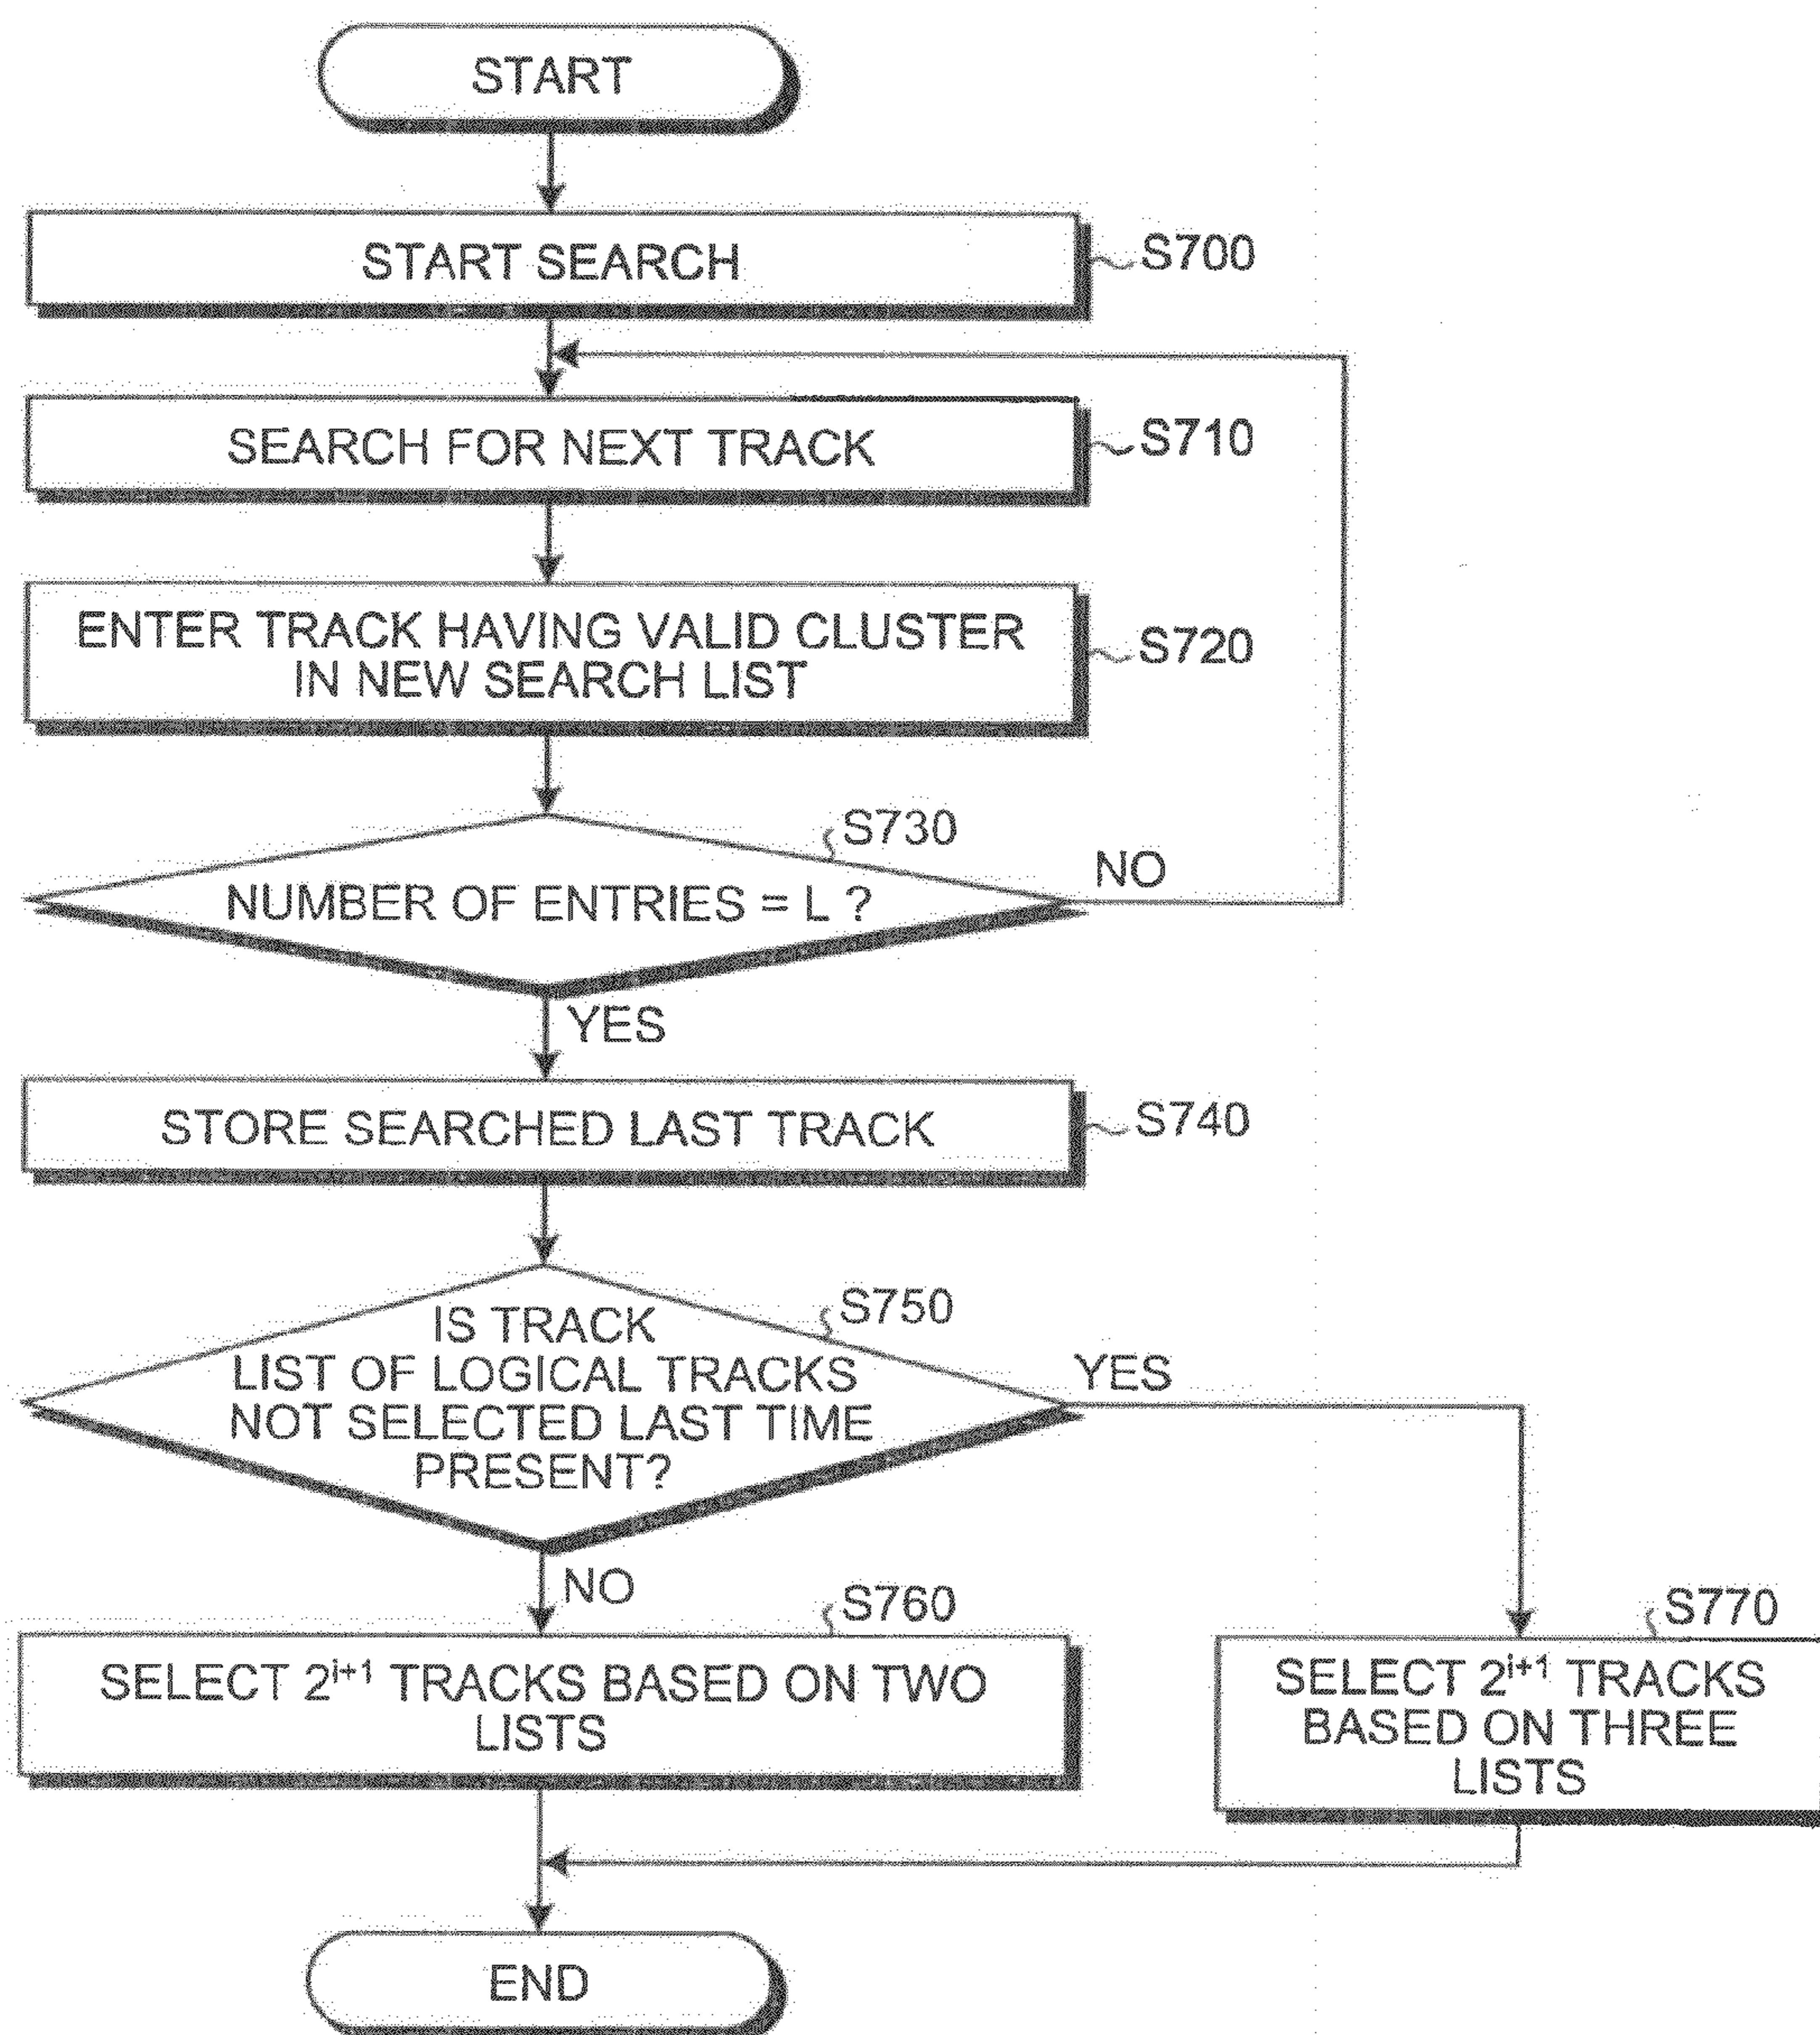 START
START SEARCH
S700
SEARCH FOR NEXT TRACK
S710
ENTER TRACK HAVING VALID CLUSTER
IN NEW SEARCH LIST
S720
S730
NUMBER OF ENTRIES = L ?
NO
YES
STORE SEARCHED LAST TRACK
S740
S750
IS TRACK
LIST OF LOGICAL TRACKS
NOT SELECTED LAST TIME
PRESENT?
YES
NO
S760
SELECT 2^{i+1} TRACKS BASED ON TWO
LISTS
S770
SELECT 2^{i+1} TRACKS
BASED ON THREE
LISTS
END